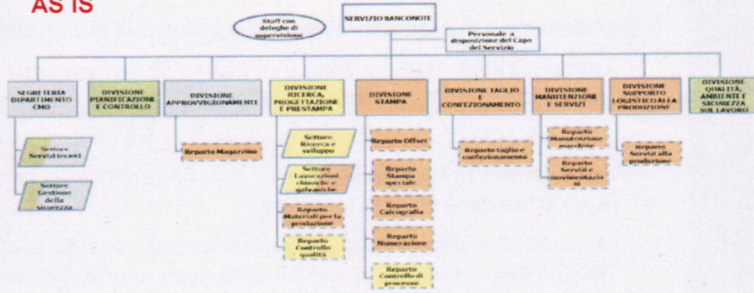 AS IS
Staff con
deleghe di
supervisione
SERVIZIO BANCONOTE
Personale a
disposizione del Capo
del Servizio
SEGRETERIA
DIPARTIMENTO
CMO
DIVISIONE
PIANIFICAZIONE
E CONTROLLO
DIVISIONE
APPROVVIGIONAMENTI
DIVISIONE
RICERCA,
PROGETTAZIONE
E PRESTAMPA
DIVISIONE
STAMPA
DIVISIONE TAGLIO
E
CONFEZIONAMENTO
DIVISIONE
MANUTENZIONE
E SERVIZI
DIVISIONE
SUPPORTO
LOGISTICO ALLA
PRODUZIONE
DIVISIONE
QUALITÀ,
AMBIENTE E
SICUREZZA
SUL LAVORO
Settore
Servizi tecnici
Settore
Gestione
della
sicurezza
Reparto Magazzino
Settore
Ricerca e
sviluppo
Settore
Lavorazioni
chimiche e
galvaniche
Reparto
Materiali per la
produzione
Reparto
Controllo
qualità
Reparto Offset
Reparto
Stampa
speciale
Reparto
Calcografia
Reparto
Numerazione
Reparto
Controllo di
processo
Reparto taglio e
confezionamento
Reparto
Manutenzione
macchine
Reparto
Servizi e
movimentazio
ni
Reparto
Servizi alla
produzione